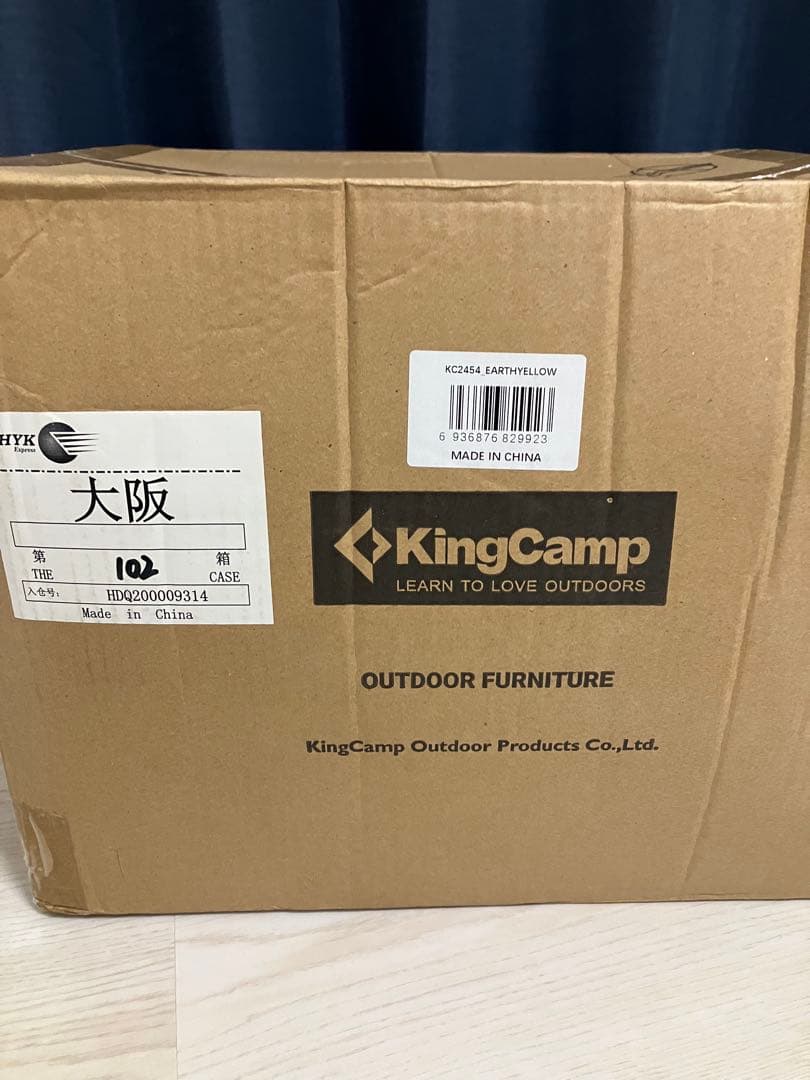 KC2454_EARTHYELLOW
6 936876 829923
MADE IN CHINA
HYK
Express
大阪
第 102 箱
THE CASE
入仓号: HDQ200009314
Made in China
KingCamp
LEARN TO LOVE OUTDOORS
OUTDOOR FURNITURE
KingCamp Outdoor Products Co.,Ltd.